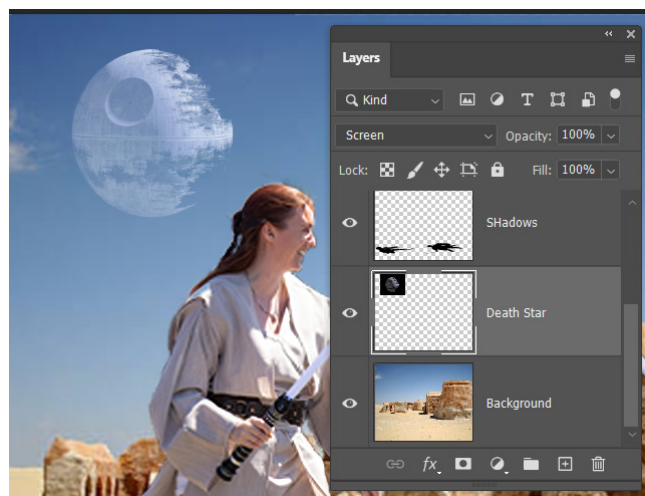 Layers
Kind
Screen
Opacity: 100%
Lock:
Fill: 100%
SHadows
Death Star
Background
fx